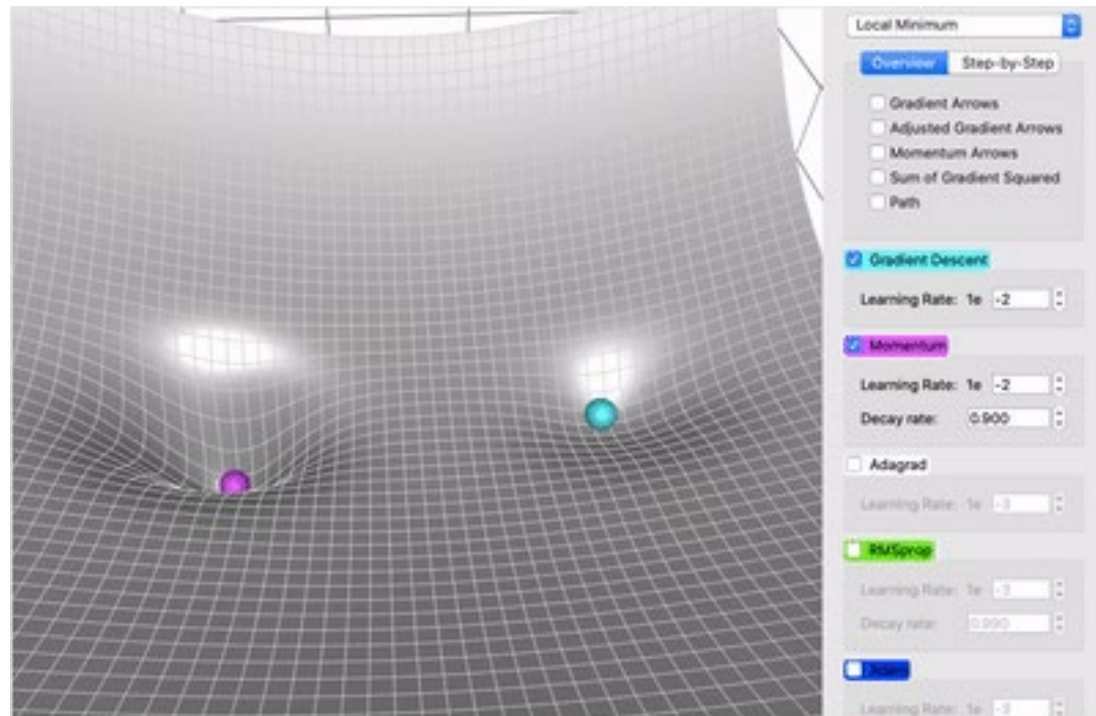 Local Minimum
Overview Step-by-Step
Gradient Arrows
Adjusted Gradient Arrows
Momentum Arrows
Sum of Gradient Squared
Path
Gradient Descent
Learning Rate: 1e -2
Momentum
Learning Rate: 1e -2
Decay rate: 0.900
Adagrad
Learning Rate: 1e -3
RMSprop
Learning Rate: 1e -3
Decay rate: 0.990
Adam
Learning Rate: 1e -3